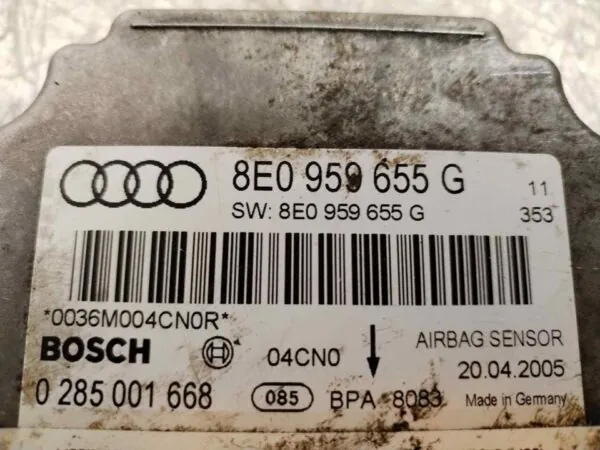 8E0 959 655 G
11
SW: 8E0 959 655 G
353
*0036M004CN0R*
BOSCH
04CN0
AIRBAG SENSOR
20.04.2005
0 285 001 668
085
BPA 8083
Made in Germany